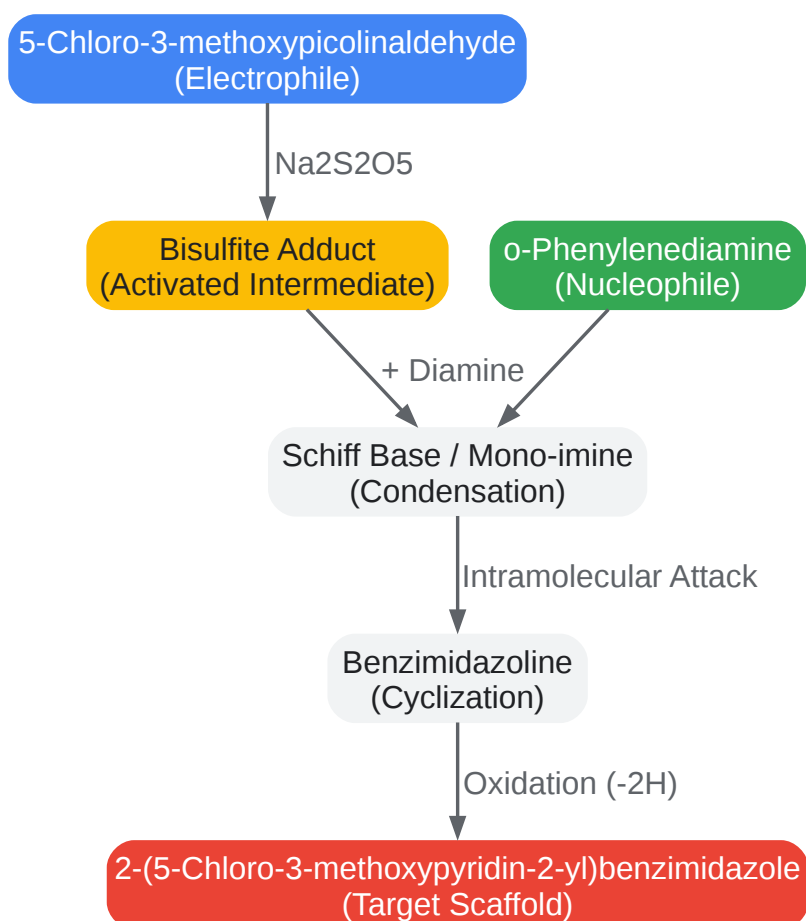 5-Chloro-3-methoxypicolinaldehyde
(Electrophile)
Na2S2O5
Bisulfite Adduct
(Activated Intermediate)
o-Phenylenediamine
(Nucleophile)
+ Diamine
Schiff Base / Mono-imine
(Condensation)
Intramolecular Attack
Benzimidazoline
(Cyclization)
Oxidation (-2H)
2-(5-Chloro-3-methoxypyridin-2-yl)benzimidazole
(Target Scaffold)